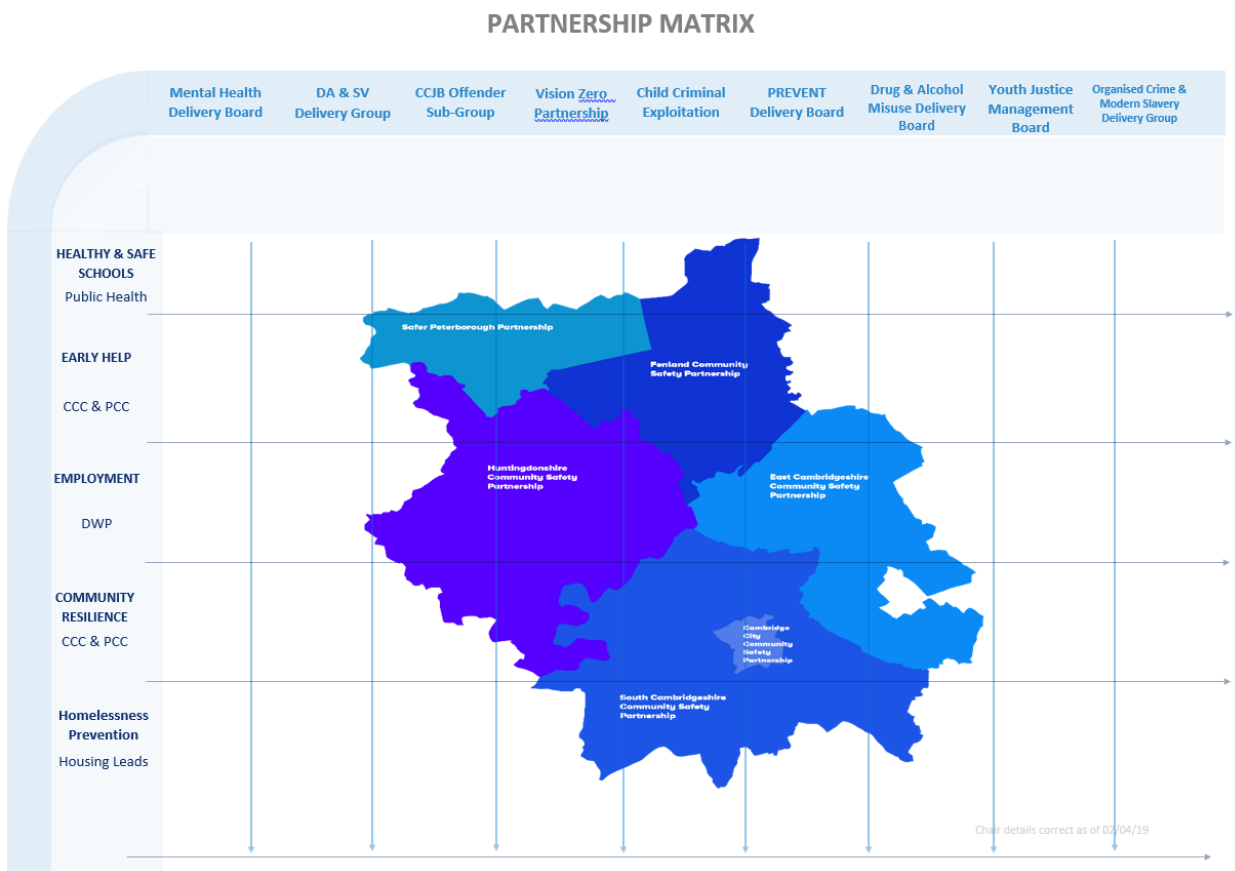 PARTNERSHIP MATRIX
Mental Health
Delivery Board
DA & SV
Delivery Group
CCJB Offender
Sub-Group
Vision Zero
Partnership
Child Criminal
Exploitation
PREVENT
Delivery Board
Drug & Alcohol
Misuse Delivery
Board
Youth Justice
Management
Board
Organised Crime &
Modern Slavery
Delivery Group
HEALTHY & SAFE
SCHOOLS
Public Health
EARLY HELP
CCC & PCC
EMPLOYMENT
DWP
COMMUNITY
RESILIENCE
CCC & PCC
Homelessness
Prevention
Housing Leads
Safer Peterborough Partnership
Fenland Community
Safety Partnership
Huntingdonshire
Community Safety
Partnership
East Cambridgeshire
Community Safety
Partnership
Cambridge
City
Community
Safety
Partnership
South Cambridgeshire
Community Safety
Partnership
Chair details correct as of 02/04/19